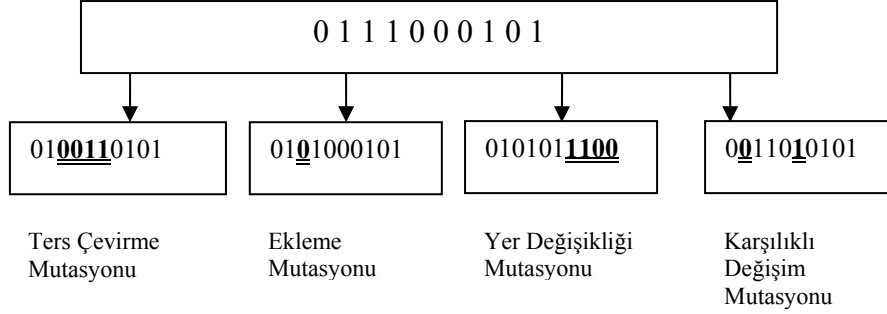 0 1 1 1 0 0 0 1 0 1
0100110101
0101000101
0101011100
0011010101
Ters Çevirme
Mutasyonu
Ekleme
Mutasyonu
Yer Değişikliği
Mutasyonu
Karşılıklı
Değişim
Mutasyonu